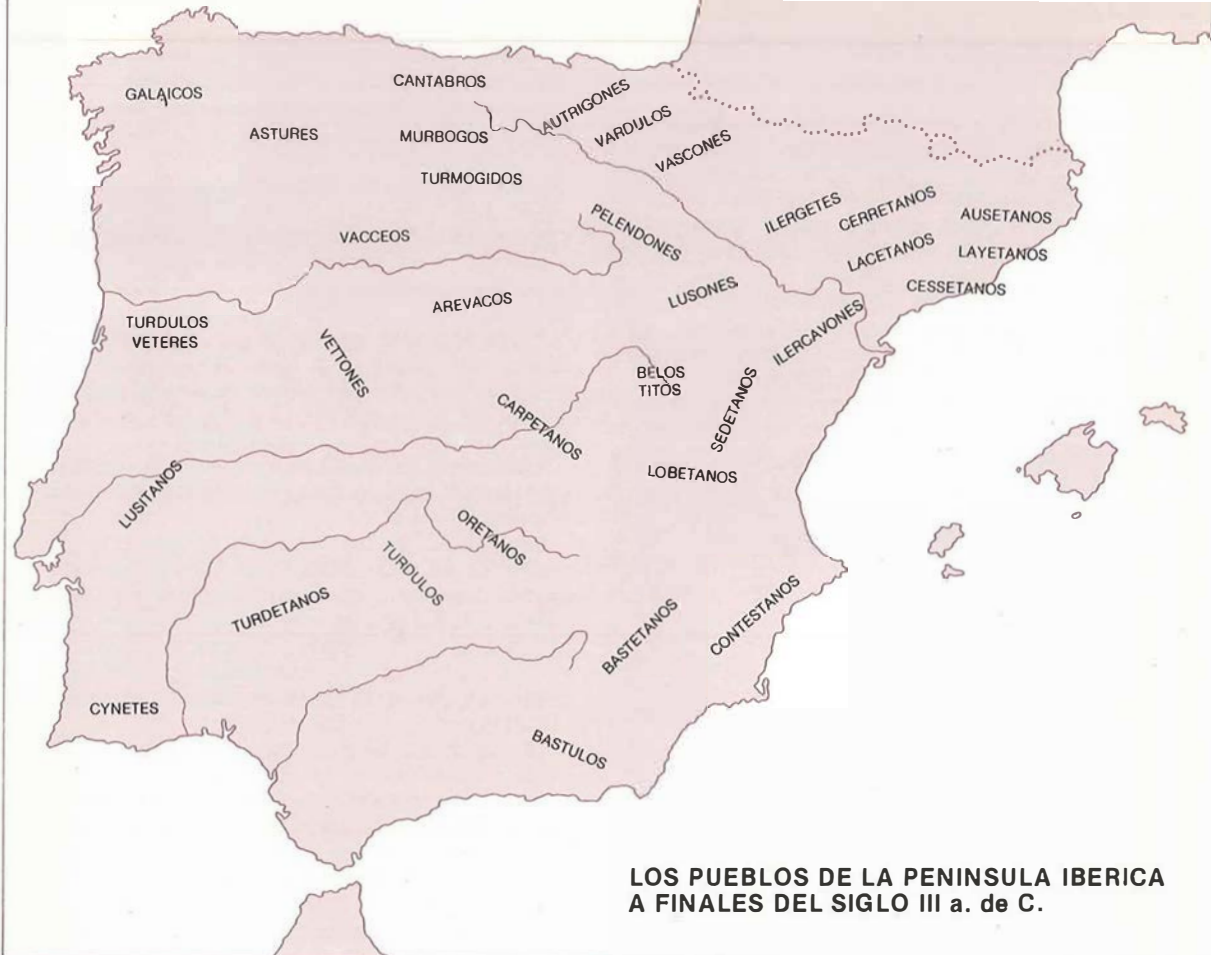 GALAICOS
CANTABROS
AUTRIGONES
ASTURES
MURBOGOS
VARDULOS
VASCONES
TURMOGIDOS
VACCEOS
PELENDONES
ILERGETES
CERRETANOS
AUSETANOS
LACETANOS
LAYETANOS
CESSETANOS
LUSONES
AREVACOS
TURDULOS
VETERES
VETTONES
ILERCAVONES
BELOS
TITOS
SEDETANOS
CARPETANOS
LOBETANOS
LUSITANOS
ORETANOS
TURDULOS
TURDETANOS
BASTETANOS
CONTESTANOS
CYNETES
BASTULOS
LOS PUEBLOS DE LA PENINSULA IBERICA
A FINALES DEL SIGLO III a. de C.